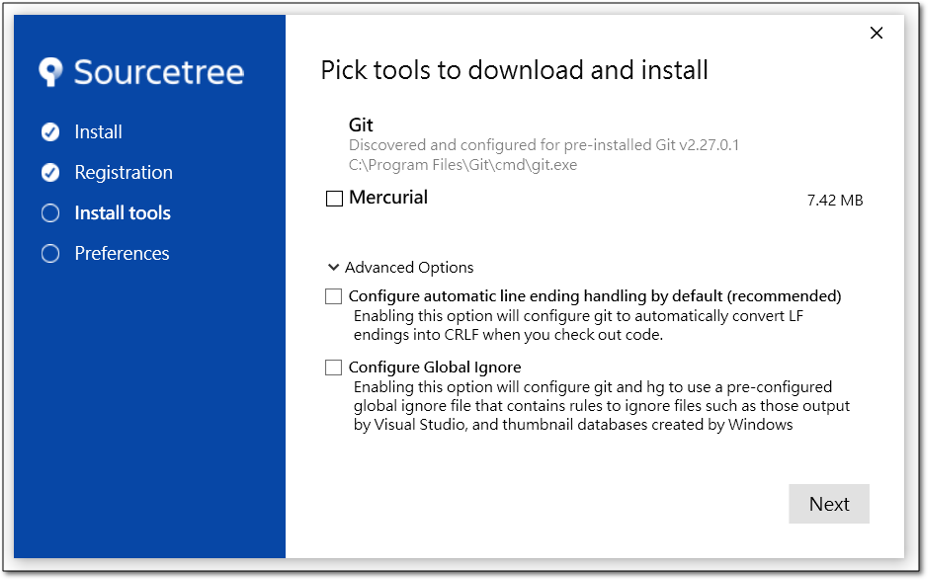 Sourcetree
Install
Registration
Install tools
Preferences
Pick tools to download and install
Git
Discovered and configured for pre-installed Git v2.27.0.1
C:\Program Files\Git\cmd\git.exe
Mercurial 7.42 MB
Advanced Options
Configure automatic line ending handling by default (recommended)
Enabling this option will configure git to automatically convert LF
endings into CRLF when you check out code.
Configure Global Ignore
Enabling this option will configure git and hg to use a pre-configured
global ignore file that contains rules to ignore files such as those output
by Visual Studio, and thumbnail databases created by Windows
Next